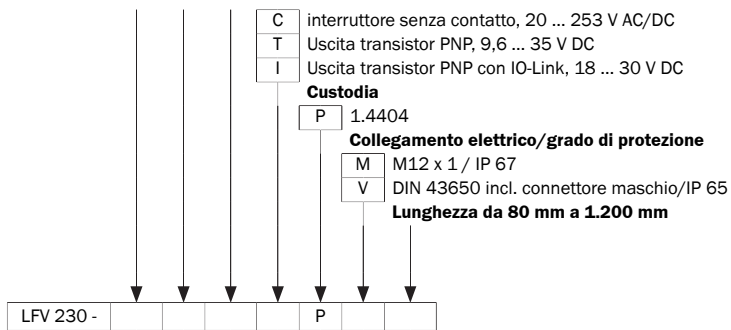 C interruttore senza contatto, 20 ... 253 V AC/DC
T Uscita transistor PNP, 9,6 ... 35 V DC
I Uscita transistor PNP con IO-Link, 18 ... 30 V DC
Custodia
P 1.4404
Collegamento elettrico/grado di protezione
M M12 x 1 / IP 67
V DIN 43650 incl. connettore maschio/IP 65
Lunghezza da 80 mm a 1.200 mm
LFV 230 - P